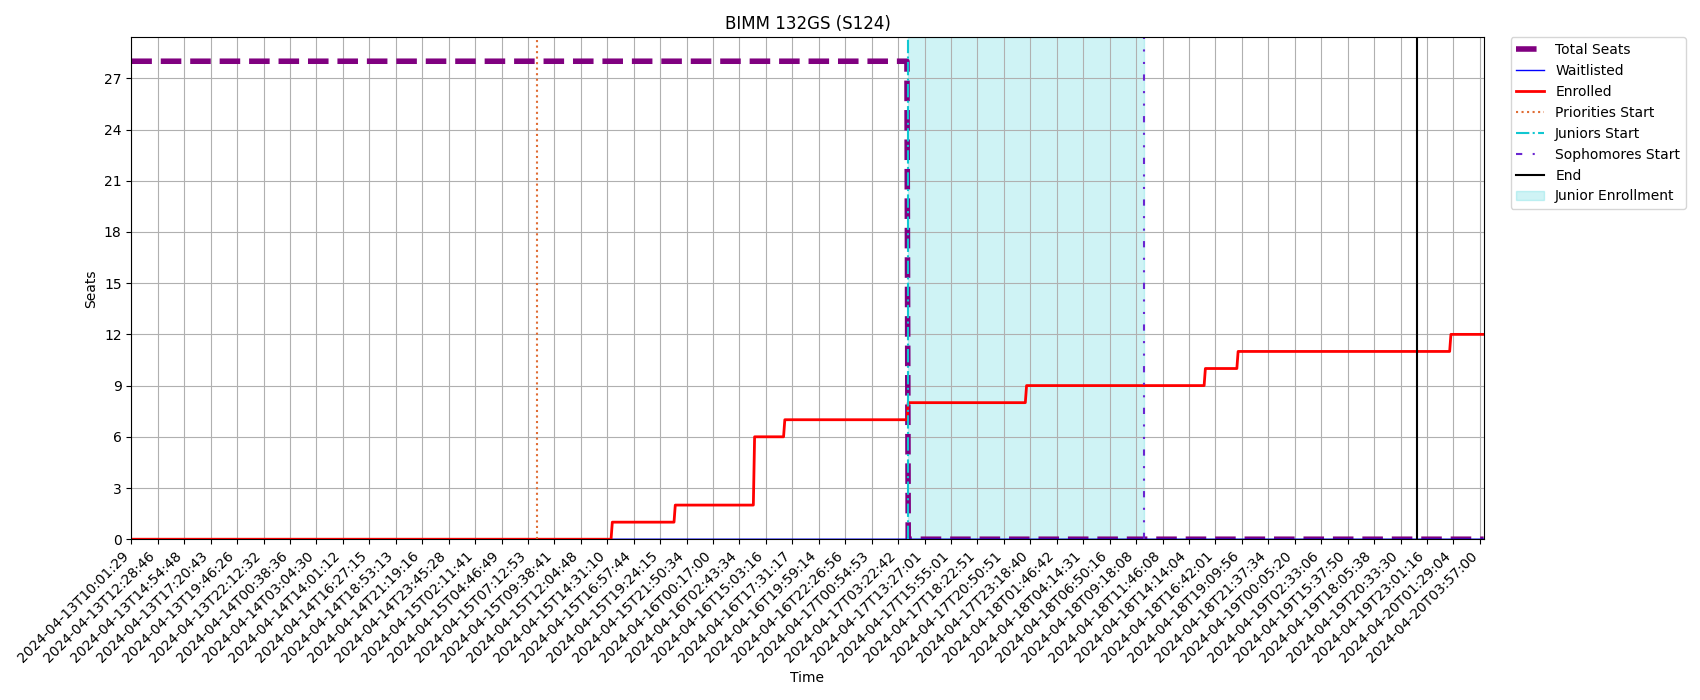 BIMM 132GS (S124)
Total Seats
Waitlisted
Enrolled
Priorities Start
Juniors Start
Sophomores Start
End
Junior Enrollment
Seats
27
24
21
18
15
12
9
6
3
0
2024-04-13T10:01:29
2024-04-13T12:28:46
2024-04-13T14:54:48
2024-04-13T17:20:43
2024-04-13T19:46:26
2024-04-13T22:12:32
2024-04-14T00:38:36
2024-04-14T03:04:30
2024-04-14T14:01:12
2024-04-14T16:27:15
2024-04-14T18:53:13
2024-04-14T21:19:16
2024-04-14T23:45:28
2024-04-15T02:11:41
2024-04-15T04:46:49
2024-04-15T07:12:53
2024-04-15T09:38:41
2024-04-15T12:04:48
2024-04-15T14:31:10
2024-04-15T16:57:44
2024-04-15T19:24:15
2024-04-15T21:50:34
2024-04-16T00:17:00
2024-04-16T02:43:34
2024-04-16T15:03:16
2024-04-16T17:31:17
2024-04-16T19:59:14
2024-04-16T22:26:56
2024-04-17T00:54:53
2024-04-17T03:22:42
2024-04-17T13:27:01
2024-04-17T15:55:01
2024-04-17T18:22:51
2024-04-17T20:50:51
2024-04-17T23:18:40
2024-04-18T01:46:42
2024-04-18T04:14:31
2024-04-18T06:50:16
2024-04-18T09:18:08
2024-04-18T11:46:08
2024-04-18T14:14:04
2024-04-18T16:42:01
2024-04-18T19:09:56
2024-04-18T21:37:34
2024-04-19T00:05:20
2024-04-19T02:33:06
2024-04-19T15:37:50
2024-04-19T18:05:38
2024-04-19T20:33:30
2024-04-19T23:01:16
2024-04-20T01:29:04
2024-04-20T03:57:00
Time